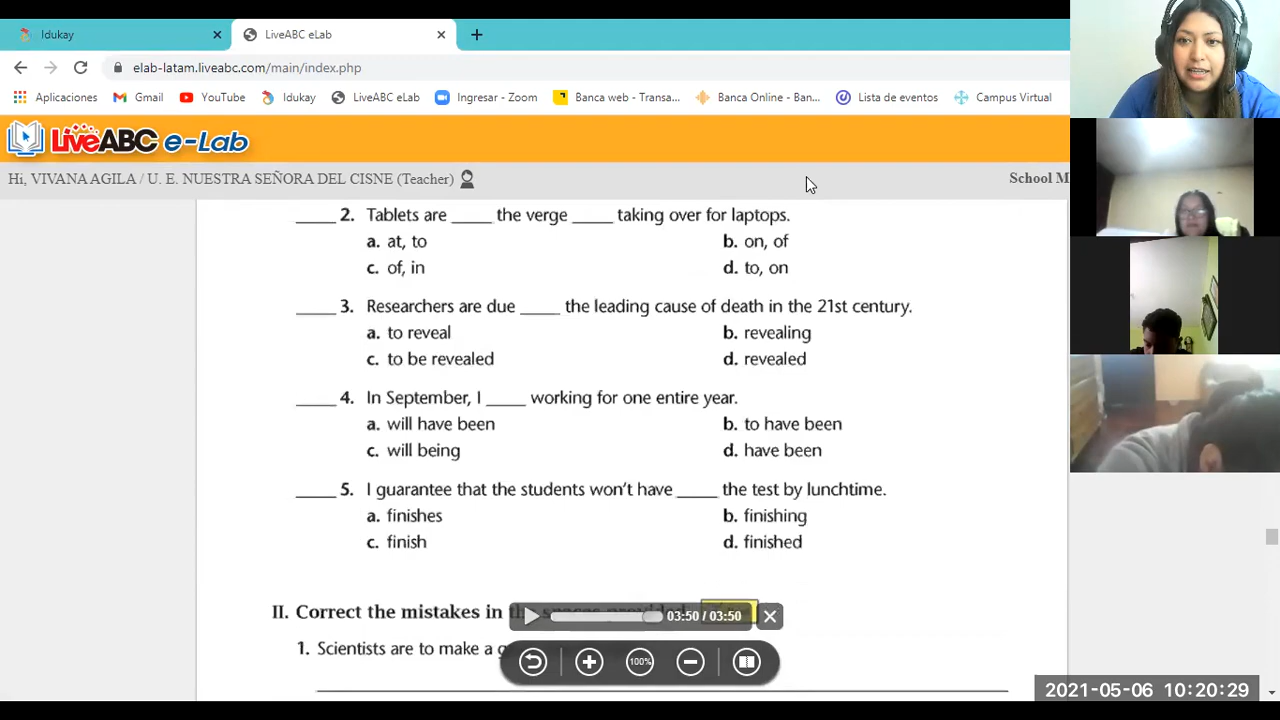 Idukay
LiveABC eLab
elab-latam.liveabc.com/main/index.php
Aplicaciones Gmail YouTube Idukay LiveABC eLab Ingresar - Zoom Banca web - Transa... Banca Online - Ban... Lista de eventos Campus Virtual
LiveABC e-Lab
Hi, VIVANA AGILA / U. E. NUESTRA SEÑORA DEL CISNE (Teacher) School M
_____ 2. Tablets are _____ the verge _____ taking over for laptops.
a. at, to b. on, of
c. of, in d. to, on
_____ 3. Researchers are due _____ the leading cause of death in the 21st century.
a. to reveal b. revealing
c. to be revealed d. revealed
_____ 4. In September, I _____ working for one entire year.
a. will have been b. to have been
c. will being d. have been
_____ 5. I guarantee that the students won't have _____ the test by lunchtime.
a. finishes b. finishing
c. finish d. finished
II. Correct the mistakes in
03:50 / 03:50
1. Scientists are to make a
100%
2021-05-06 10:20:29